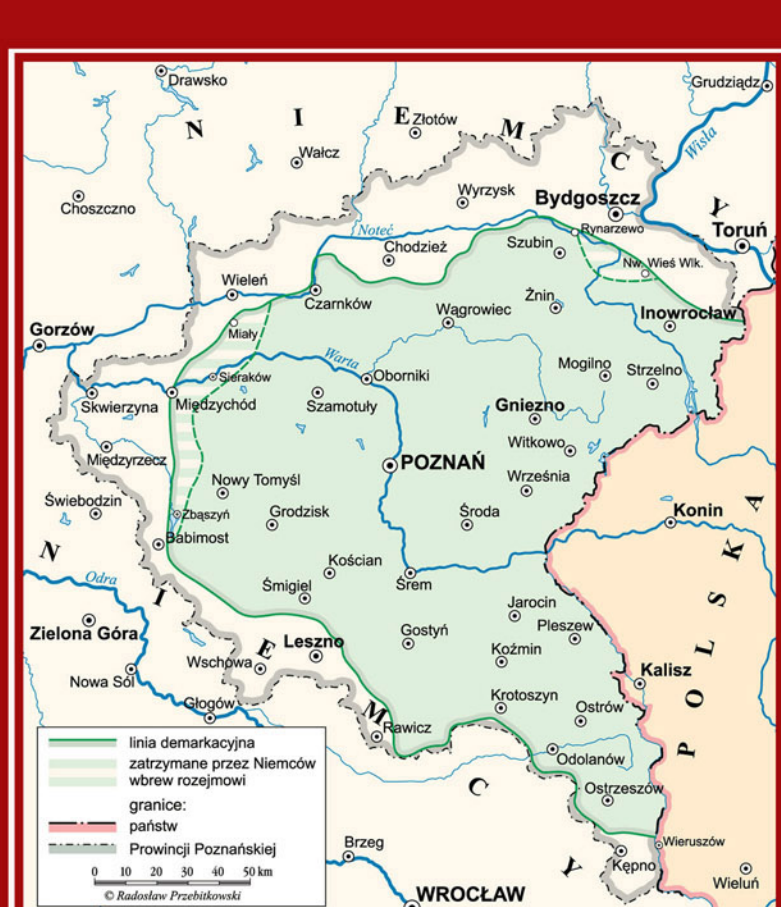 Drawsko
Grudziądz
N I E M C Y
Złotów
Wałcz
Wisła
Choszczno
Wyrzysk
Bydgoszcz
Toruń
Noteć
Rynarzewo
Chodzież
Szubin
Nw. Wieś Wlk.
Wieleń
Czarnków
Żnin
Wągrowiec
Inowrocław
Gorzów
Miały
Warta
Sieraków
Oborniki
Mogilno
Strzelno
Skwierzyna
Międzychód
Szamotuły
Gniezno
Witkowo
Międzyrzecz
POZNAŃ
Września
Nowy Tomyśl
Świebodzin
Zbąszyń
Grodzisk
Środa
Konin
Babimost
N I E M C Y
POLSKA
Odra
Kościan
Śrem
Śmigiel
Jarocin
Zielona Góra
Gostyń
Pleszew
Leszno
Wschowa
Koźmin
Kalisz
Nowa Sól
Głogów
Krotoszyn
Ostrów
Rawicz
Odolanów
Ostrzeszów
linia demarkacyjna
zatrzymane przez Niemców
wbrew rozejmowi
granice:
państw
Prowincji Poznańskiej
0 10 20 30 40 50 km
© Radosław Przebitkowski
Brzeg
Wieruszów
Kępno
Wieluń
WROCŁAW